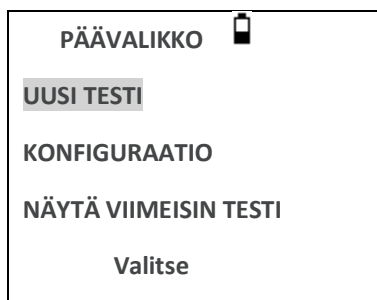 PÄÄVALIKKO
UUSI TESTI
KONFIGURAATIO
NÄYTÄ VIIMEISIN TESTI
Valitse